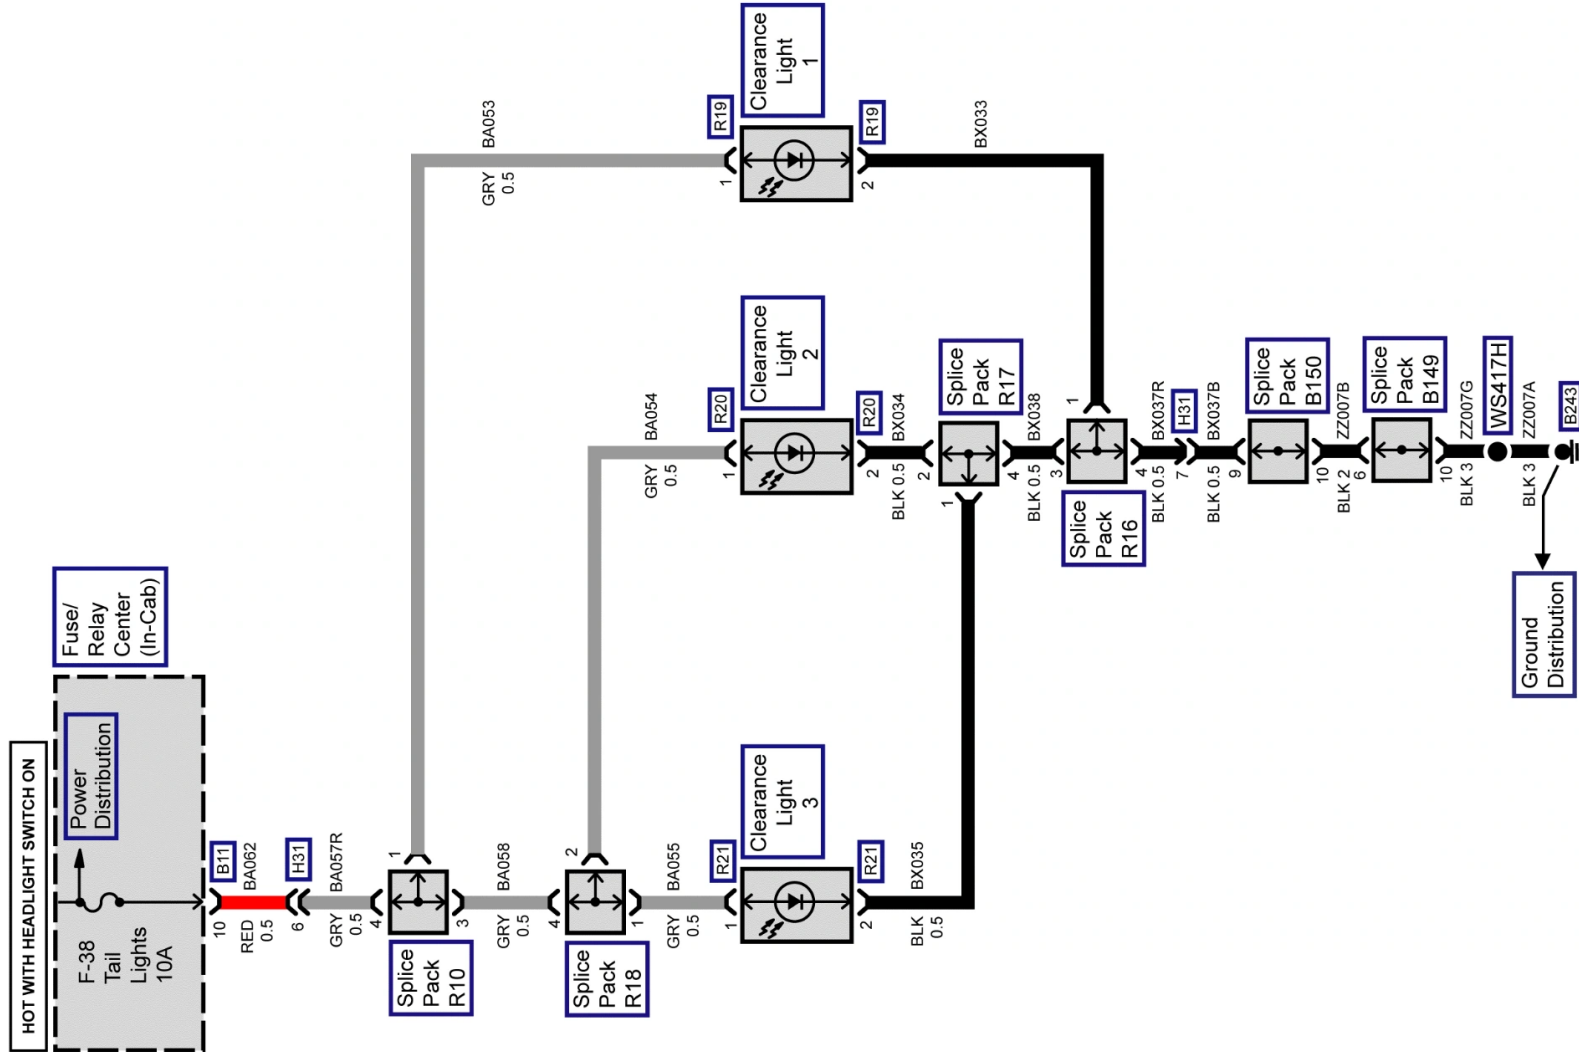 HOT WITH HEADLIGHT SWITCH ON
Fuse/
Relay
Center
(In-Cab)
Power
Distribution
F-38
Tail
Lights
10A
10
B11
RED
0.5
BA062
6
H31
GRY
0.5
BA057R
4
1
3
Splice
Pack
R10
GRY
0.5
BA058
4
2
1
Splice
Pack
R18
GRY
0.5
BA055
1
R21
Clearance
Light
3
2
R21
BLK
0.5
BX035
GRY
0.5
BA054
1
R20
Clearance
Light
2
2
R20
BLK 0.5
BX034
2
1
4
Splice
Pack
R17
BLK 0.5
BX038
GRY
0.5
BA053
1
R19
Clearance
Light
1
2
R19
BX033
3
1
4
Splice
Pack
R16
BLK 0.5
BX037R
7
H31
BLK 0.5
BX037B
9
Splice
Pack
B150
10
BLK 2
ZZ007B
6
Splice
Pack
B149
10
BLK 3
ZZ007G
WS417H
BLK 3
ZZ007A
B243
Ground
Distribution